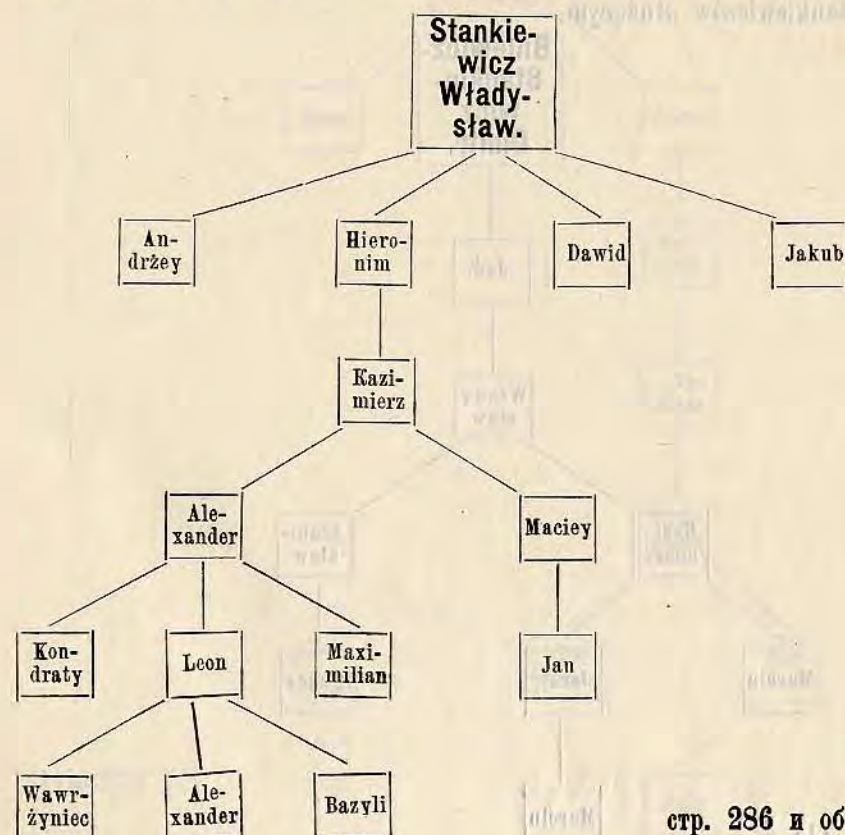 Stankie-
wicz
Włady-
sław.
An-
drżey
Hiero-
nim
Dawid
Jakub
Kazi-
mierz
Ale-
xander
Maciey
Kon-
draty
Leon
Maxi-
milian
Jan
Wawr-
żyniec
Ale-
xander
Bazyli
стр. 286 и об